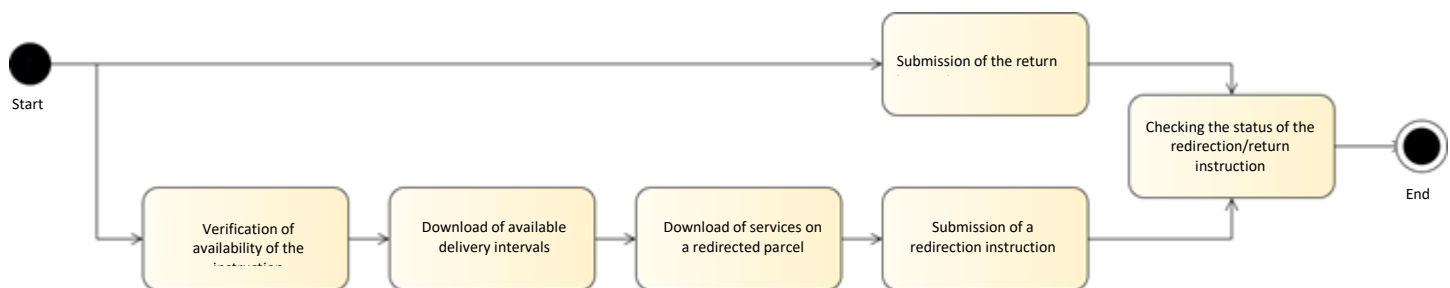 Start
Submission of the return
Checking the status of the
redirection/return
instruction
End
Verification of
availability of the
Download of available
delivery intervals
Download of services on
a redirected parcel
Submission of a
redirection instruction